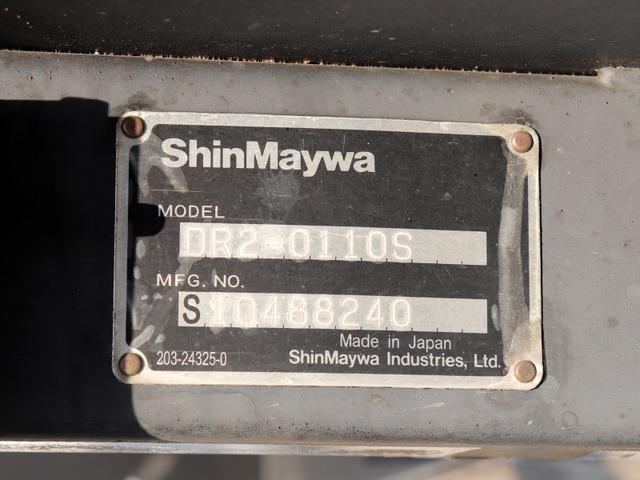 ShinMaywa
MODEL
DR2-0110S
MFG. NO.
S10488240
Made in Japan
203-24325-0 ShinMaywa Industries, Ltd.